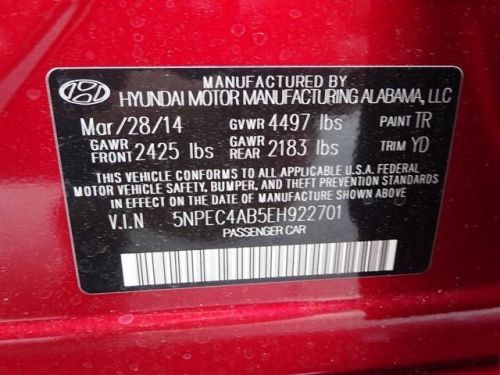 MANUFACTURED BY
HYUNDAI MOTOR MANUFACTURING ALABAMA, LLC
Mar/28/14 GVWR 4497 lbs PAINT TR
GAWR FRONT 2425 lbs GAWR REAR 2183 lbs TRIM YD
THIS VEHICLE CONFORMS TO ALL APPLICABLE U.S.A. FEDERAL
MOTOR VEHICLE SAFETY, BUMPER, AND THEFT PREVENTION STANDARDS
IN EFFECT ON THE DATE OF MANUFACTURE SHOWN ABOVE.
V.I.N 5NPEC4AB5EH922701
PASSENGER CAR